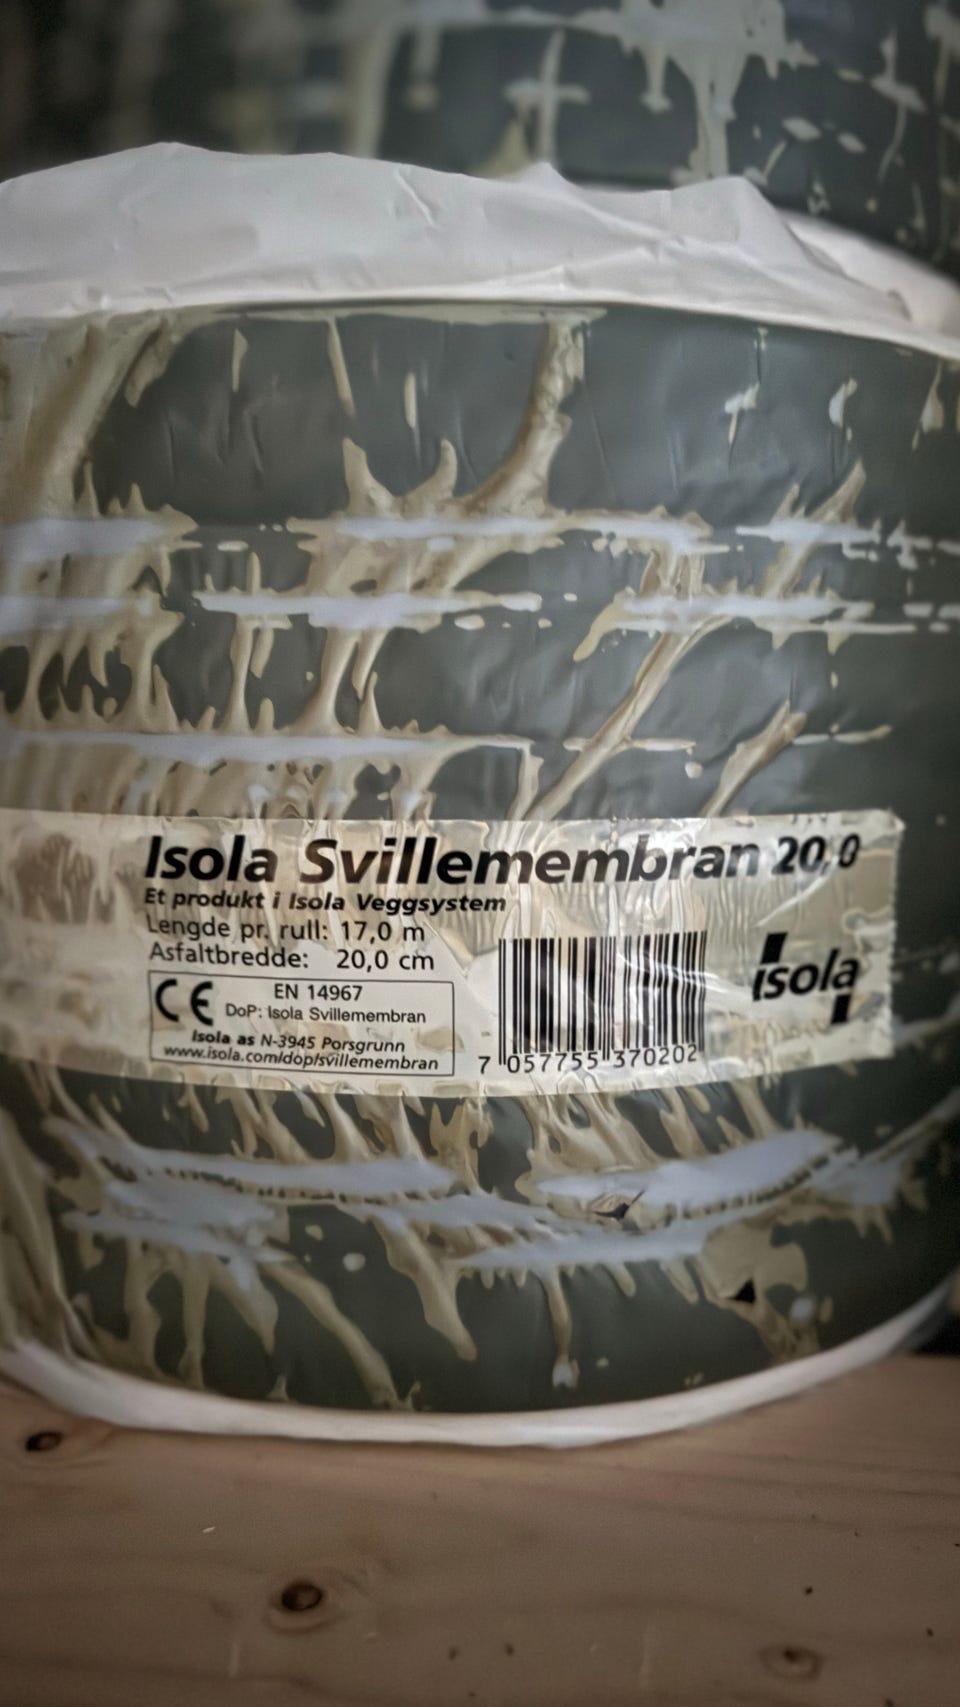 Isola Svillemembran 20,0
Et produkt i Isola Veggsystem
Lengde pr. rull: 17,0 m
Asfaltbredde: 20,0 cm
CE
EN 14967
DoP: Isola Svillemembran
Isola as N-3945 Porsgrunn
www.isola.com/dop/svillemembran
7 057755 370202
isola